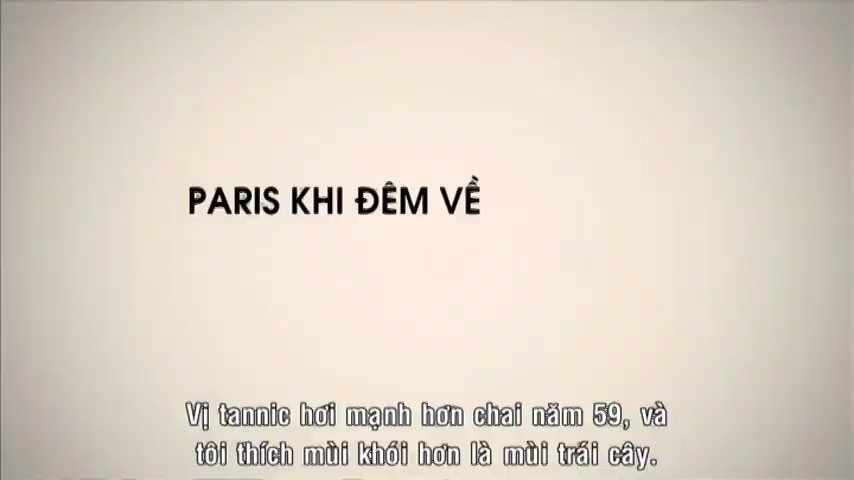 PARIS KHI ĐÊM VỀ
Vị tannic hơi mạnh hơn chai năm 59, và
tôi thích mùi khói hơn là mùi trái cây.